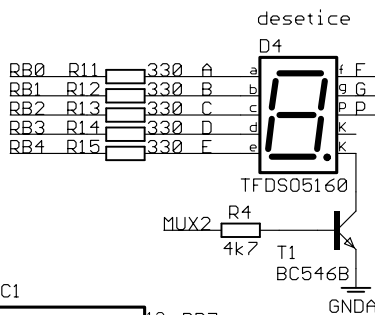 desetice
D4
RB0 R11 330 A a f F
RB1 R12 330 B b g G
RB2 R13 330 C c P P
RB3 R14 330 D d K
RB4 R15 330 E e K
TFDSO5160
MUX2 R4
4k7
T1
BC546B
GNDA
C1